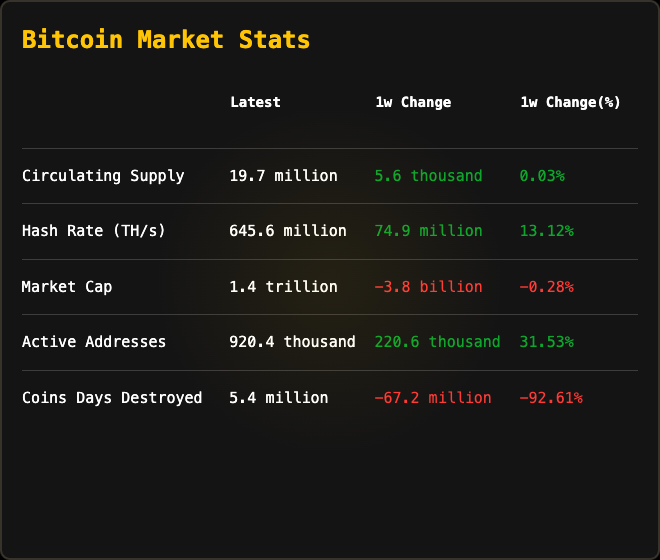 Bitcoin Market Stats
Latest 1w Change 1w Change(%)
Circulating Supply 19.7 million 5.6 thousand 0.03%
Hash Rate (TH/s) 645.6 million 74.9 million 13.12%
Market Cap 1.4 trillion −3.8 billion −0.28%
Active Addresses 920.4 thousand 220.6 thousand 31.53%
Coins Days Destroyed 5.4 million −67.2 million −92.61%